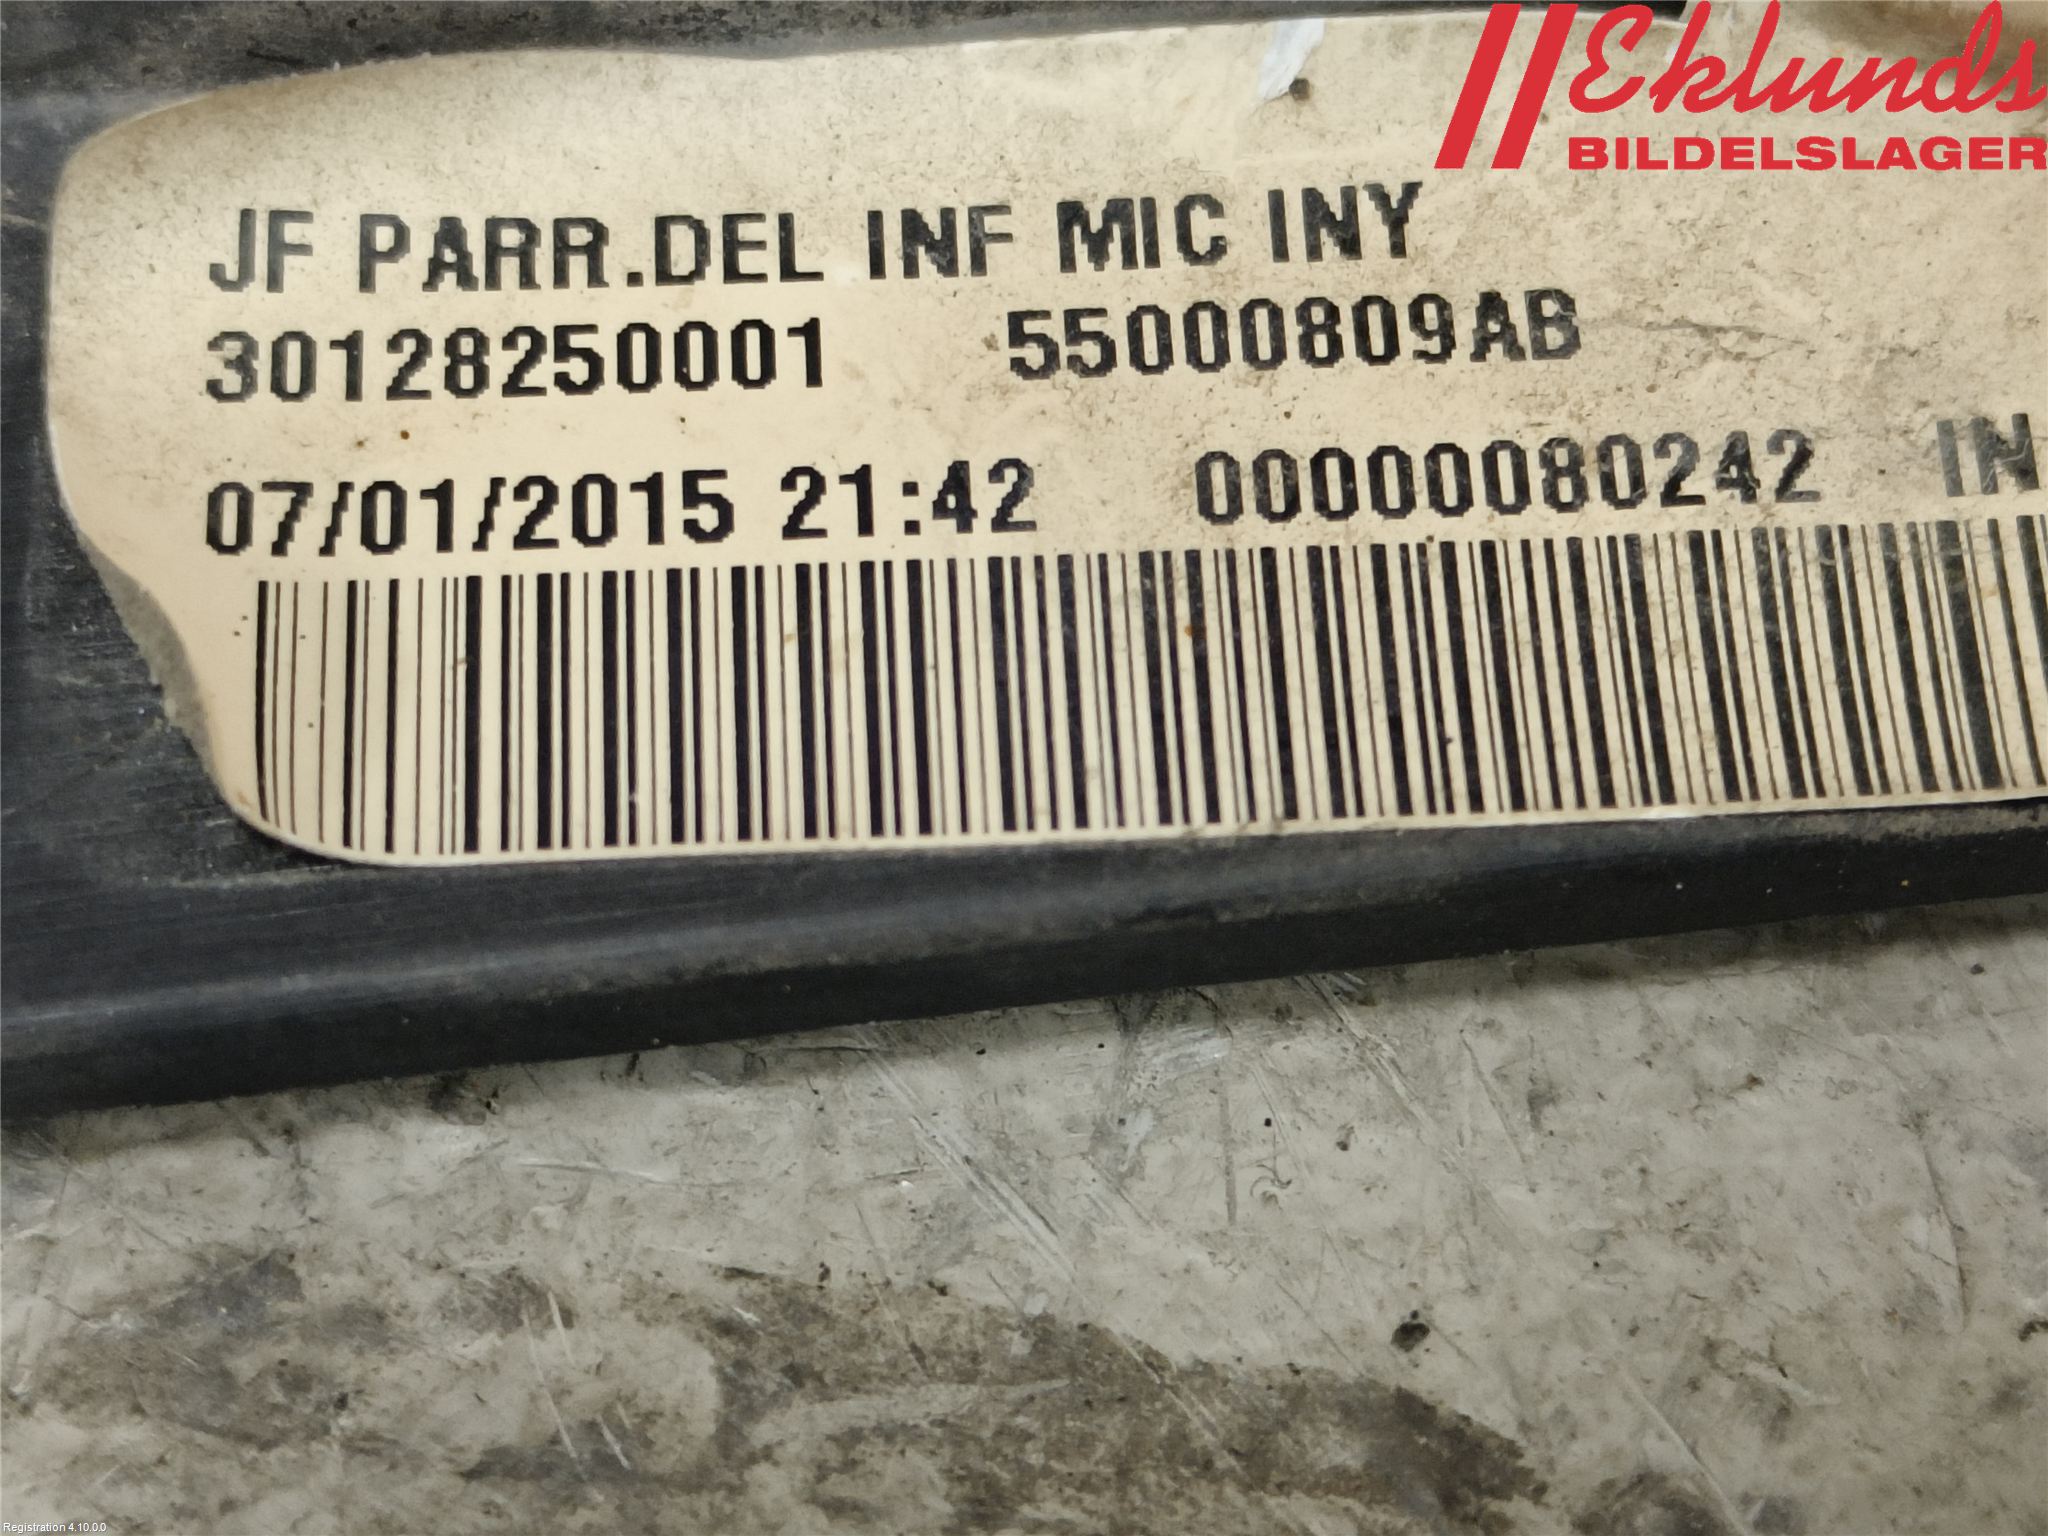 Eklunds
BILDELSLAGER
JF PARR.DEL INF MIC INY
30128250001 55000809AB
07/01/2015 21:42 00000080242 IN
Registration 4.10.0.0